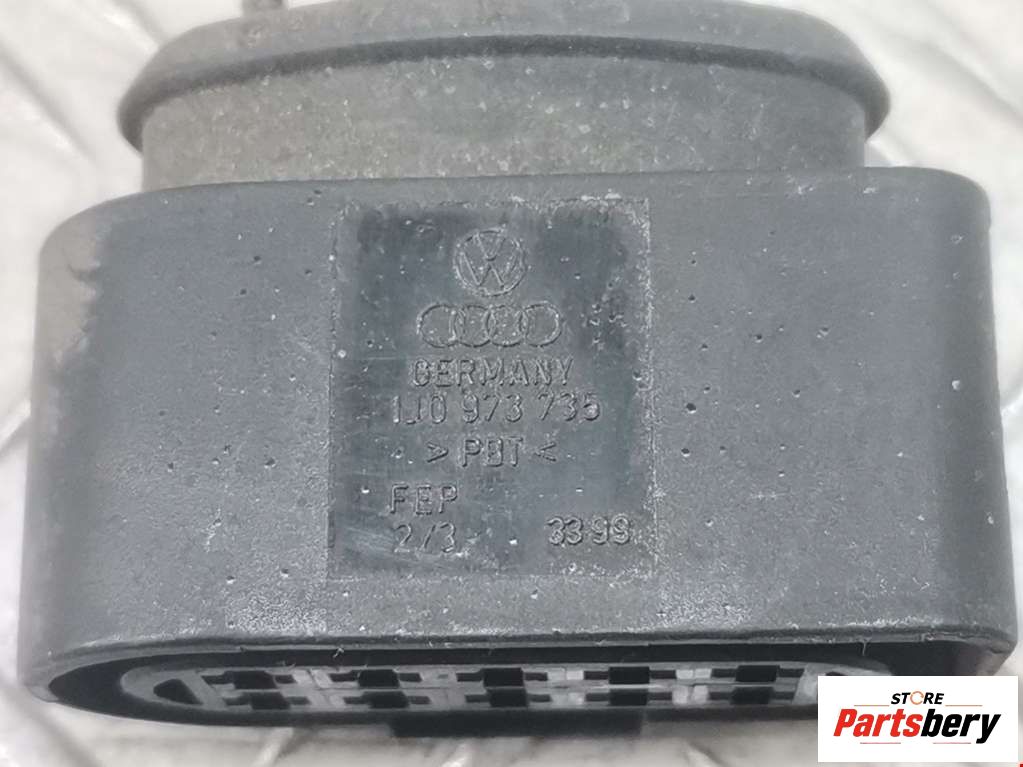 GERMANY
1J0 973 735
> PBT <
FEP
2/3 33 99
STORE
Partsbery